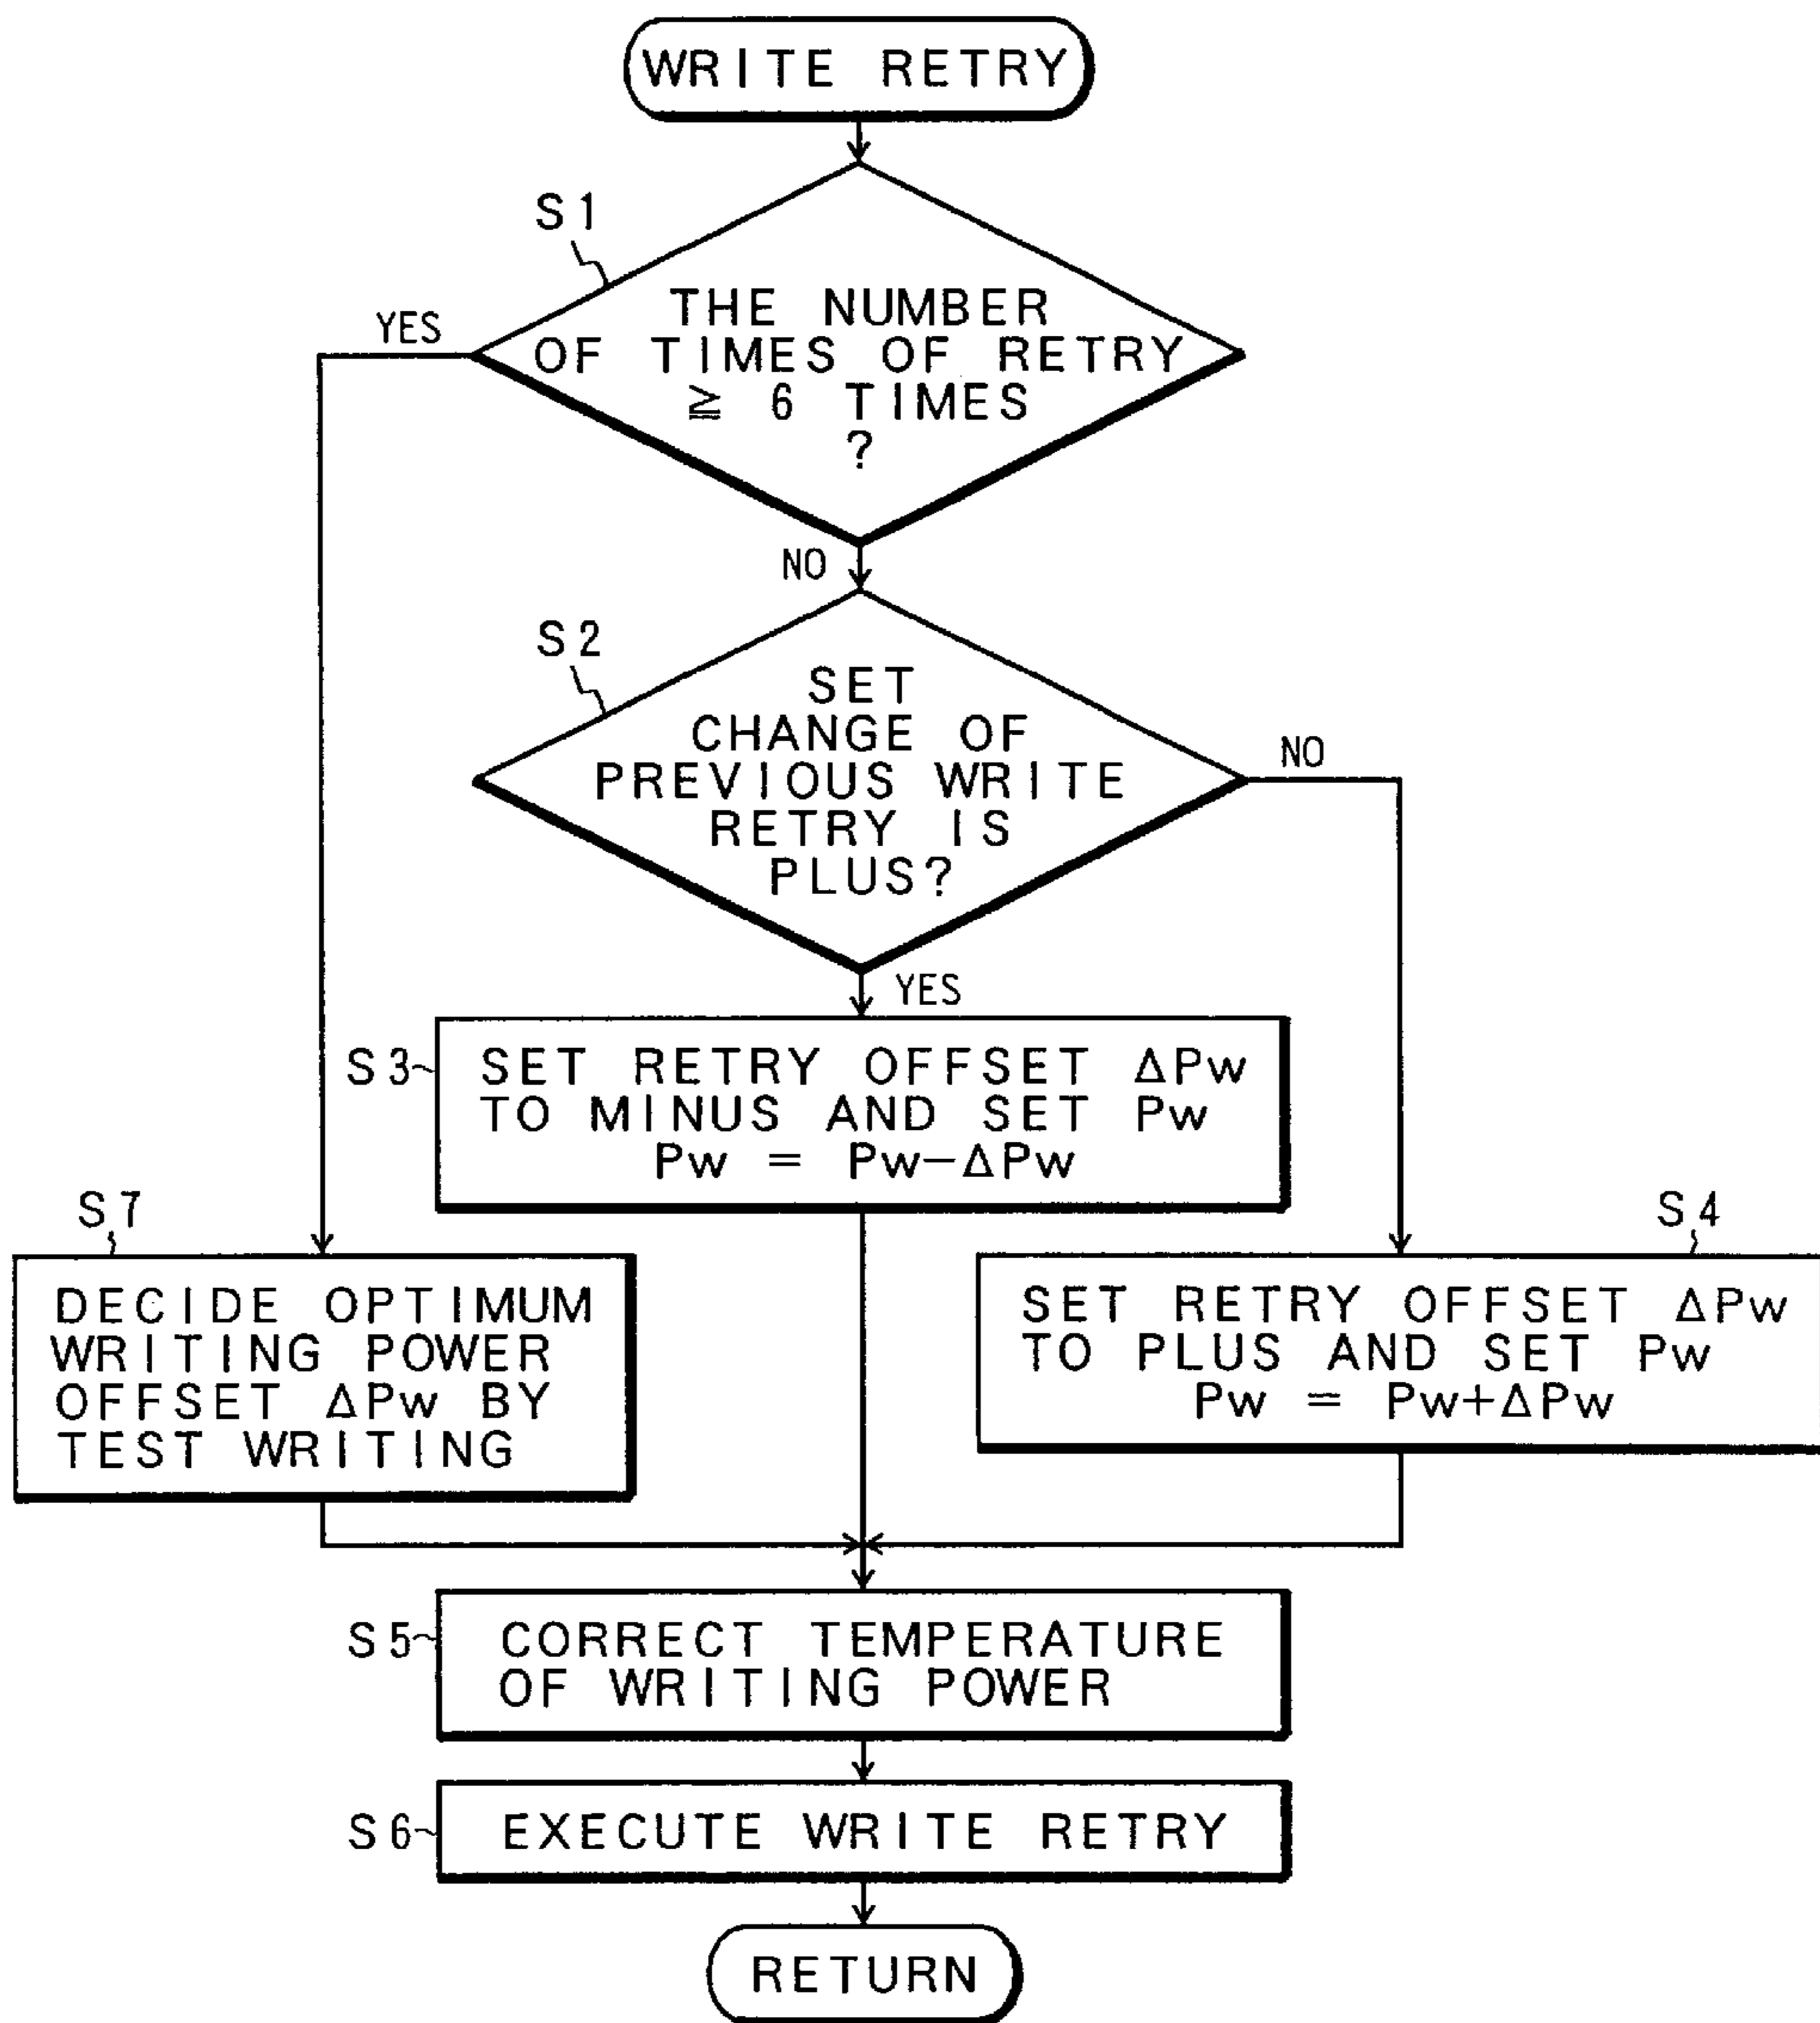 WRITE RETRY
S1
THE NUMBER
OF TIMES OF RETRY
≧ 6 TIMES
?
YES
NO
S2
SET
CHANGE OF
PREVIOUS WRITE
RETRY IS
PLUS?
NO
YES
S3
SET RETRY OFFSET ΔPw
TO MINUS AND SET Pw
Pw = Pw-ΔPw
S7
DECIDE OPTIMUM
WRITING POWER
OFFSET ΔPw BY
TEST WRITING
S4
SET RETRY OFFSET ΔPw
TO PLUS AND SET Pw
Pw = Pw+ΔPw
S5
CORRECT TEMPERATURE
OF WRITING POWER
S6
EXECUTE WRITE RETRY
RETURN